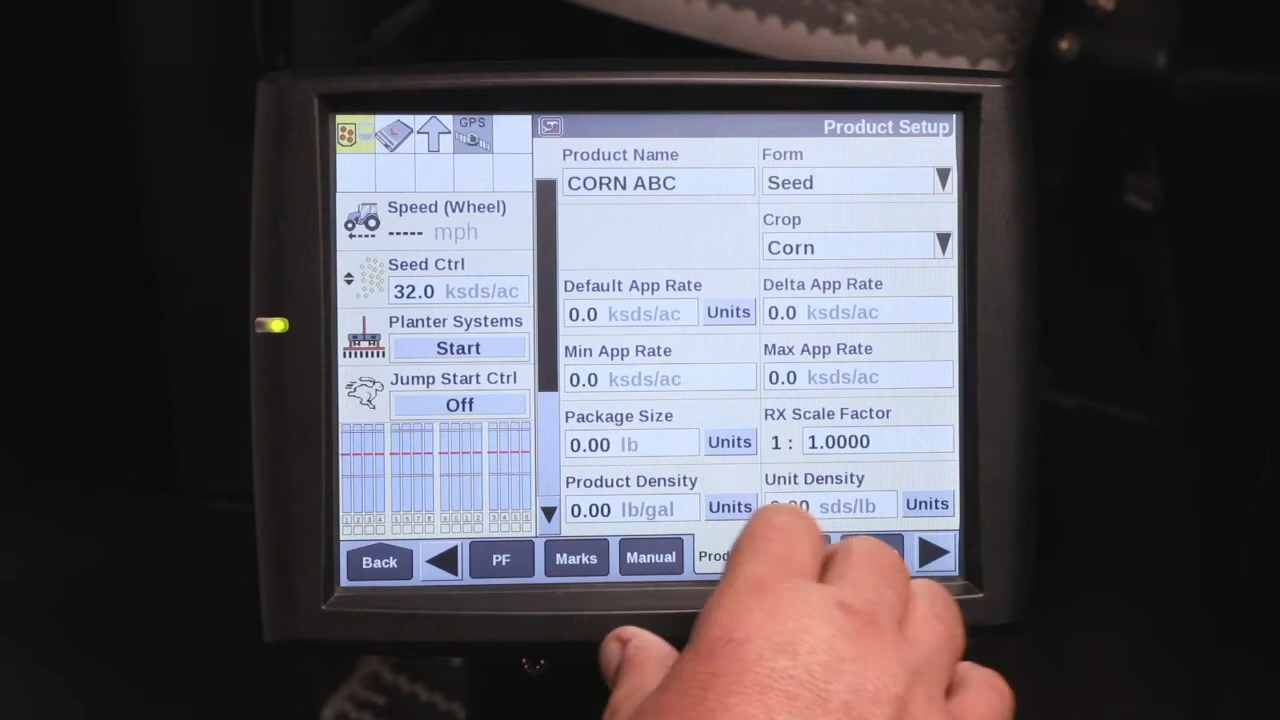 GPS
Product Setup
Speed (Wheel)
----- mph
Seed Ctrl
32.0 ksds/ac
Planter Systems
Start
Jump Start Ctrl
Off
Product Name
CORN ABC
Form
Seed
Crop
Corn
Default App Rate
0.0 ksds/ac Units
Delta App Rate
0.0 ksds/ac
Min App Rate
0.0 ksds/ac
Max App Rate
0.0 ksds/ac
Package Size
0.00 lb Units
RX Scale Factor
1 : 1.0000
Product Density
0.00 lb/gal Units
Unit Density
sds/lb Units
Back PF Marks Manual